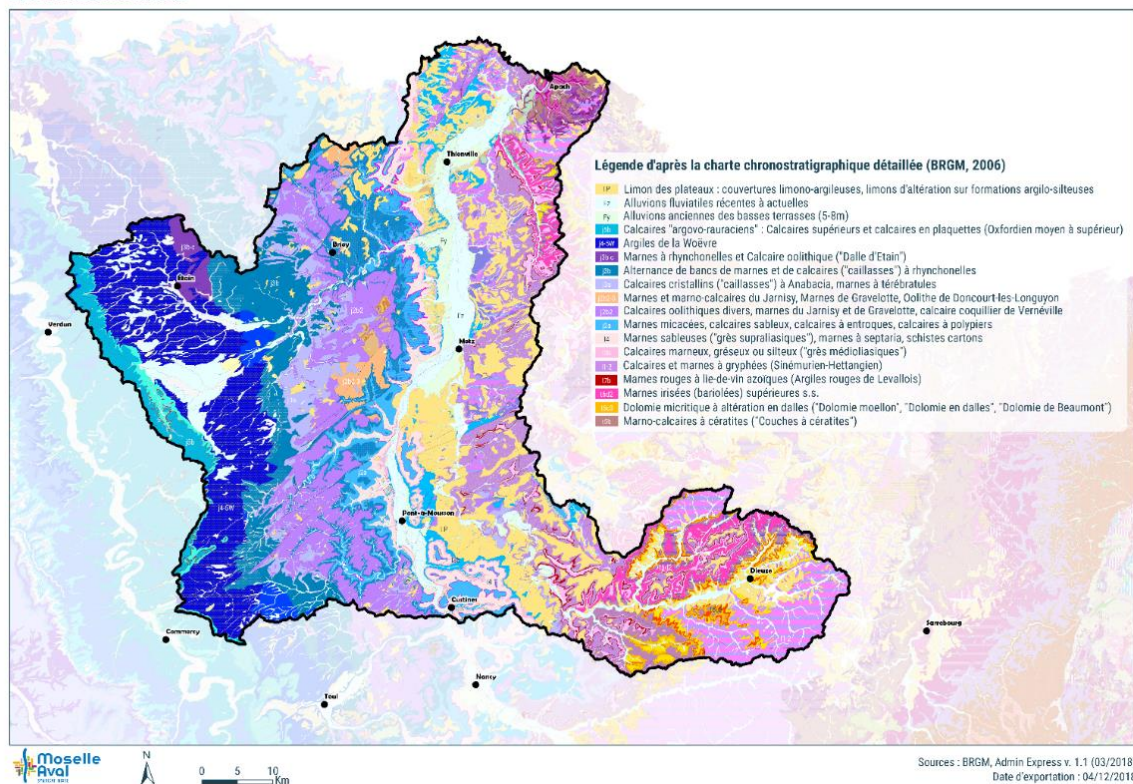 Apach
Thionville
Légende d'après la charte chronostratigraphique détaillée (BRGM, 2006)
LP Limon des plateaux : couvertures limono-argileuses, limons d'altération sur formations argilo-silteuses
Fz Alluvions fluviatiles récentes à actuelles
Fy Alluvions anciennes des basses terrasses (5-8m)
Calcaires "argovo-rauraciens" : Calcaires supérieurs et calcaires en plaquettes (Oxfordien moyen à supérieur)
Argiles de la Woëvre
j3b-c Marnes à rhynchonelles et Calcaire oolithique ("Dalle d'Etain")
Alternance de bancs de marnes et de calcaires ("caillasses") à rhynchonelles
Calcaires cristallins ("caillasses") à Anabacia, marnes à térébratules
Marnes et marno-calcaires du Jarnisy, Marnes de Gravelotte, Oolithe de Doncourt-les-Longuyon
j2b2 Calcaires oolithiques divers, marnes du Jarnisy et de Gravelotte, calcaire coquillier de Vernéville
Marnes micacées, calcaires sableux, calcaires à entroques, calcaires à polypiers
Marnes sableuses ("grès supraliasiques"), marnes à septaria, schistes cartons
Calcaires marneux, gréseux ou silteux ("grès médioliasiques")
Calcaires et marnes à gryphées (Sinémurien-Hettangien)
t7b Marnes rouges à lie-de-vin azoïques (Argiles rouges de Levallois)
Marnes irisées (bariolées) supérieures s.s.
Dolomie micritique à altération en dalles ("Dolomie moellon", "Dolomie en dalles", "Dolomie de Beaumont")
Marno-calcaires à cératites ("Couches à cératites")
Briey
Etain
Verdun
Metz
Pont-à-Mousson
Dieuze
Custines
Commercy
Sarrebourg
Nancy
Toul
Moselle
Aval
N
0 5 10
Km
Sources : BRGM, Admin Express v. 1.1 (03/2018
Date d'exportation : 04/12/2018